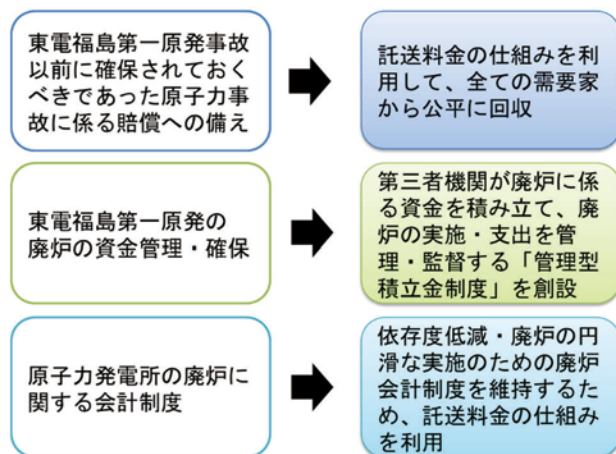 東電福島第一原発事故
以前に確保されておく
べきであった原子力事
故に係る賠償への備え
託送料金の仕組みを利
用して、全ての需要家
から公平に回収
東電福島第一原発の
廃炉の資金管理・確保
第三者機関が廃炉に係
る資金を積み立て、廃
炉の実施・支出を管
理・監督する「管理型
積立金制度」を創設
原子力発電所の廃炉に
関する会計制度
依存度低減・廃炉の円
滑な実施のための廃炉
会計制度を維持するた
め、託送料金の仕組み
を利用